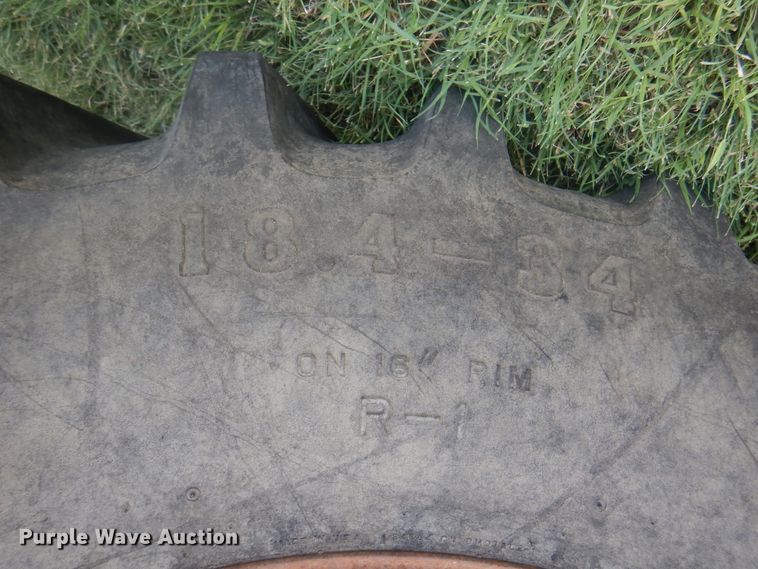 18.4-34
ON 16" RIM
R-1
Purple Wave Auction